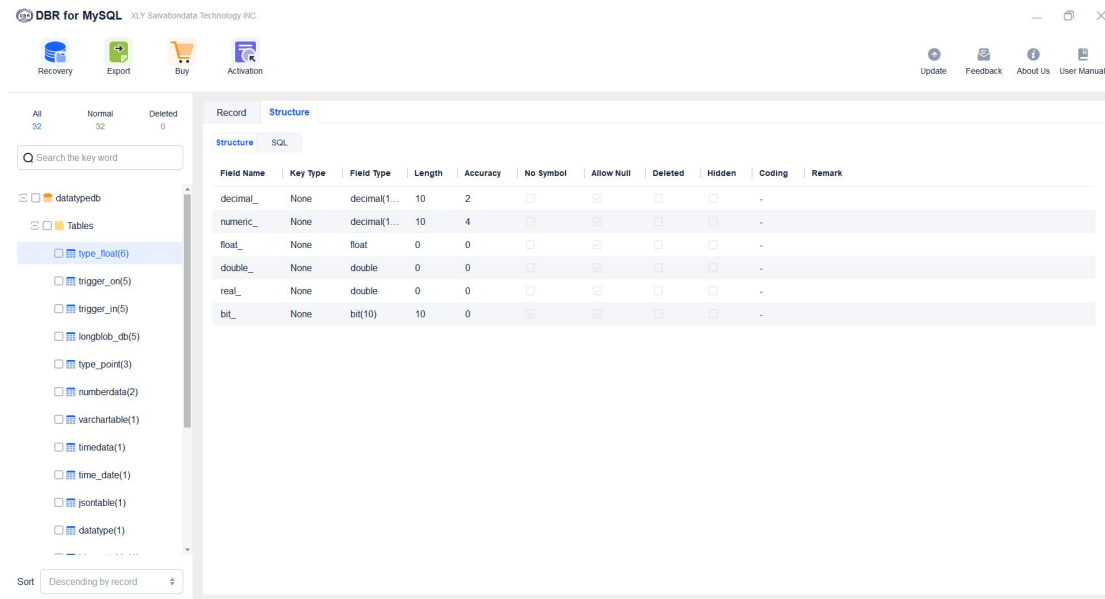 DBR DBR for MySQL XLY Salvationdata Technology INC.
Recovery Export Buy Activation
Update Feedback About Us User Manual
All Normal Deleted
32 32 0
Search the key word
datatypedb
Tables
type_float(6)
trigger_on(5)
trigger_in(5)
longblob_db(5)
type_point(3)
numberdata(2)
varchartable(1)
timedata(1)
time_date(1)
jsontable(1)
datatype(1)
Sort Descending by record
Record Structure
Structure SQL
Field Name Key Type Field Type Length Accuracy No Symbol Allow Null Deleted Hidden Coding Remark
decimal_ None decimal(1... 10 2 -
numeric_ None decimal(1... 10 4 -
float_ None float 0 0 -
double_ None double 0 0 -
real_ None double 0 0 -
bit_ None bit(10) 10 0 -